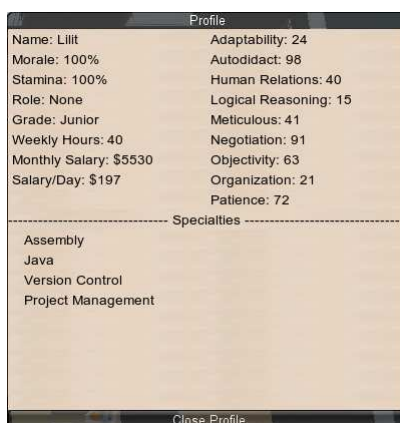 Profile
Name: Lilit
Morale: 100%
Stamina: 100%
Role: None
Grade: Junior
Weekly Hours: 40
Monthly Salary: $5530
Salary/Day: $197
Adaptability: 24
Autodidact: 98
Human Relations: 40
Logical Reasoning: 15
Meticulous: 41
Negotiation: 91
Objectivity: 63
Organization: 21
Patience: 72
Specialties
Assembly
Java
Version Control
Project Management
Close Profile